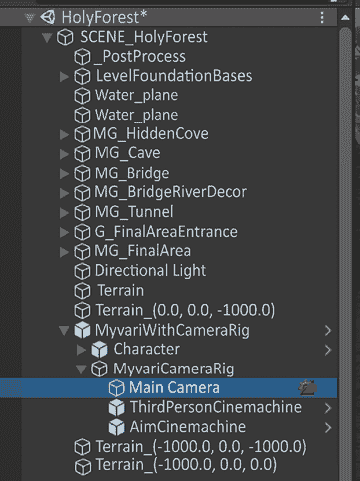 HolyForest*
SCENE_HolyForest
_PostProcess
LevelFoundationBases
Water_plane
Water_plane
MG_HiddenCove
MG_Cave
MG_Bridge
MG_BridgeRiverDecor
MG_Tunnel
G_FinalAreaEntrance
MG_FinalArea
Directional Light
Terrain
Terrain_(0.0, 0.0, -1000.0)
MyvariWithCameraRig
Character
MyvariCameraRig
Main Camera
ThirdPersonCinemachine
AimCinemachine
Terrain_(-1000.0, 0.0, -1000.0)
Terrain_(-1000.0, 0.0, 0.0)